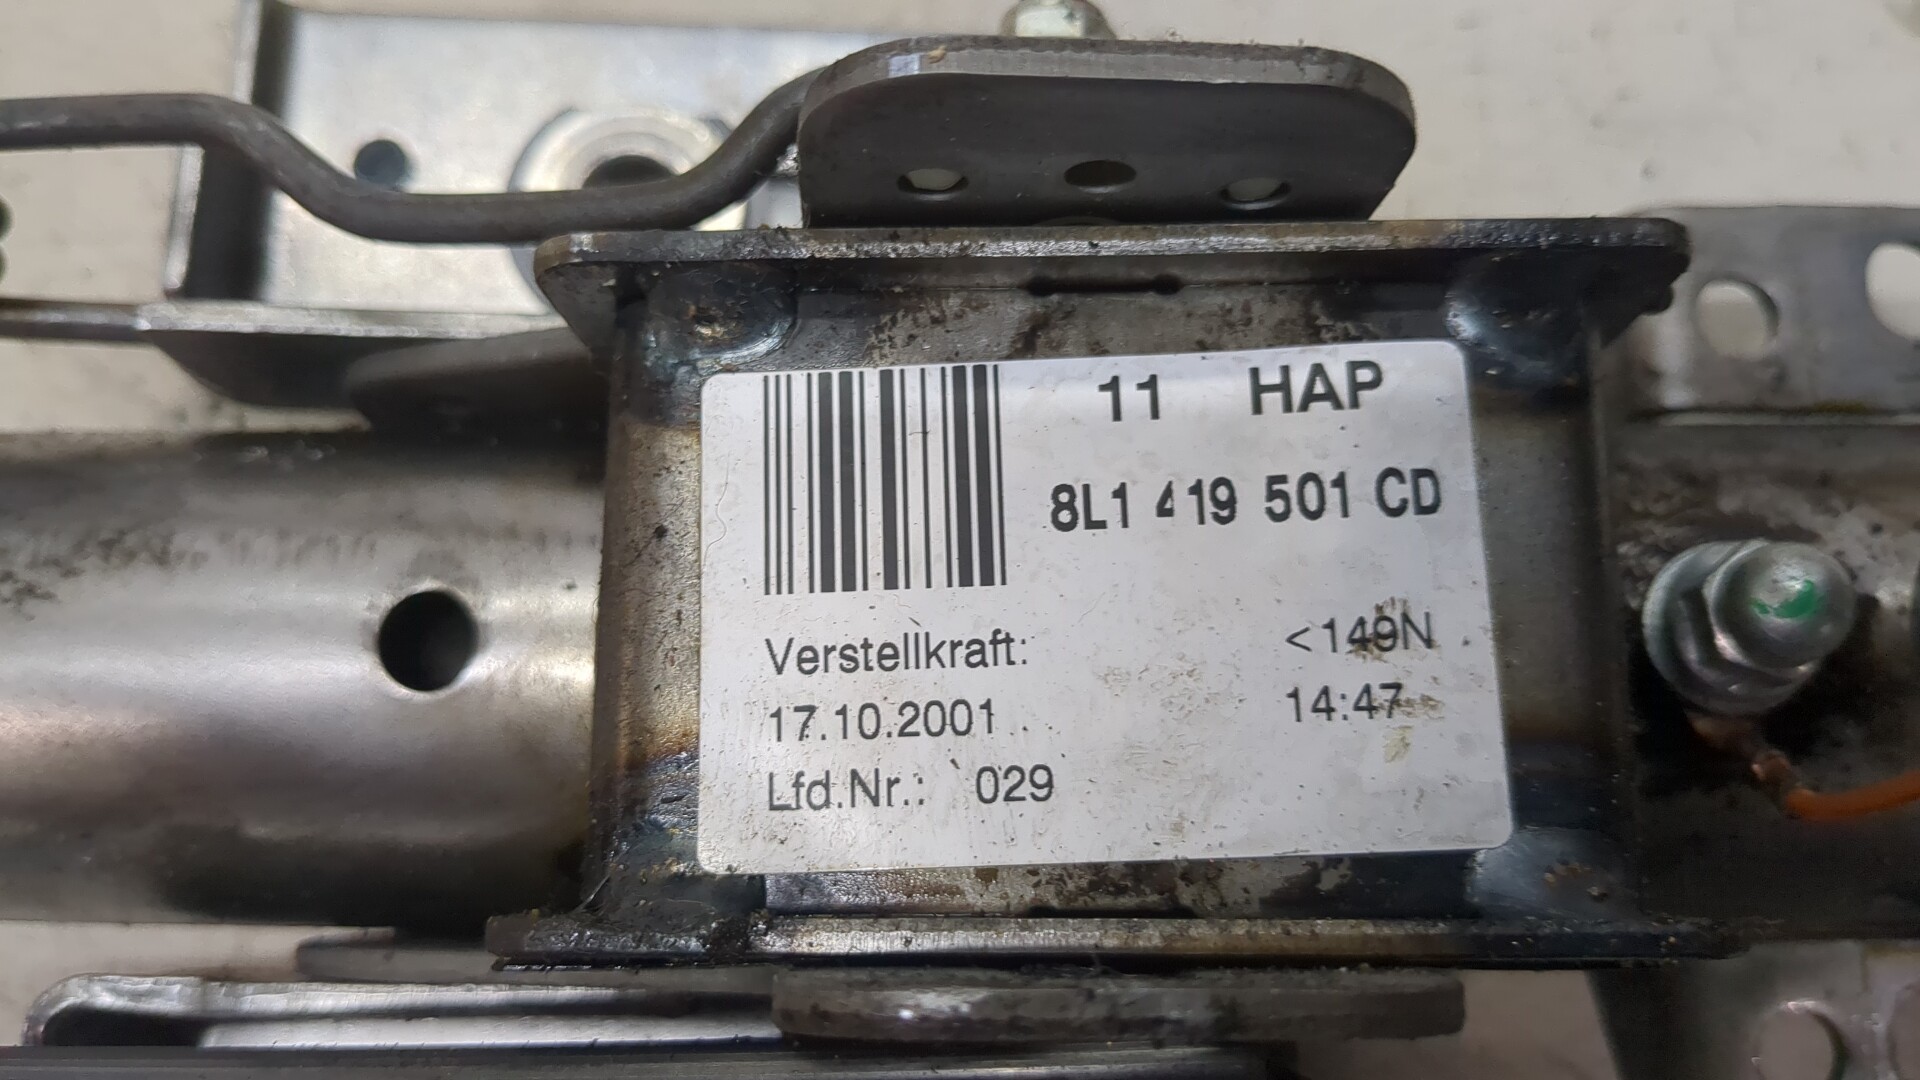 11 HAP
8L1 419 501 CD
Verstellkraft: <149N
17.10.2001 14:47
Lfd.Nr.: 029